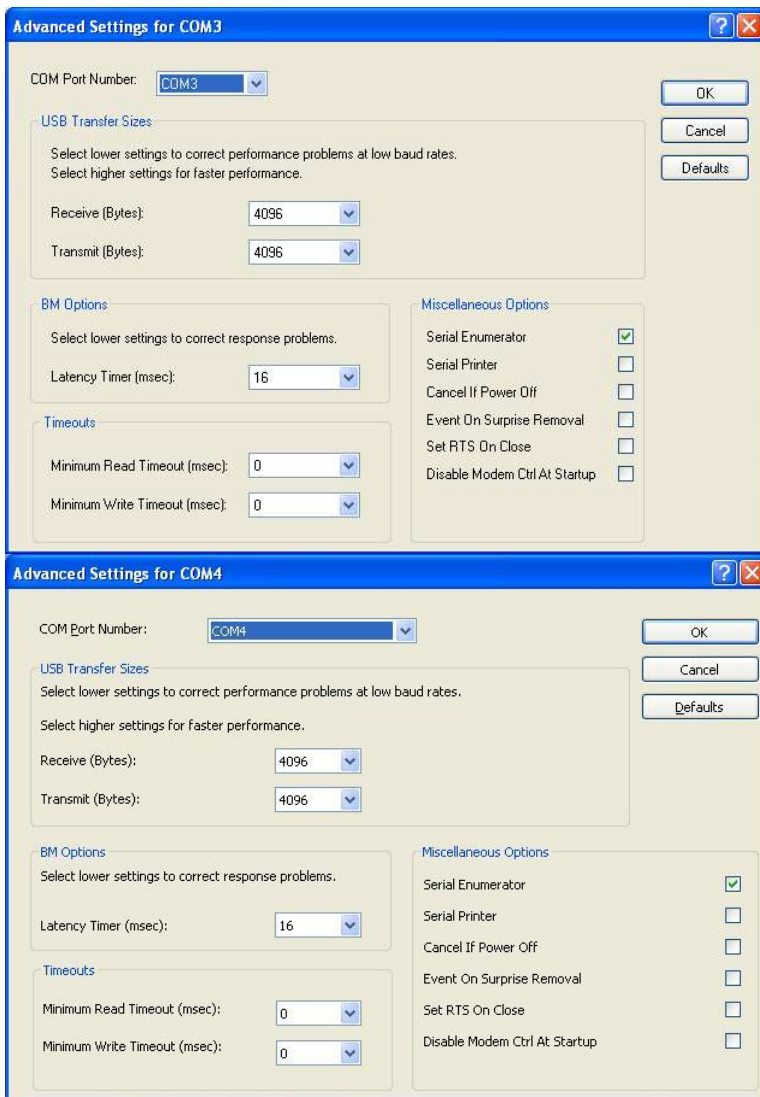 Advanced Settings for COM3
COM Port Number: COM3
OK
USB Transfer Sizes
Cancel
Select lower settings to correct performance problems at low baud rates.
Select higher settings for faster performance.
Defaults
Receive (Bytes): 4096
Transmit (Bytes): 4096
BM Options
Select lower settings to correct response problems.
Latency Timer (msec): 16
Timeouts
Minimum Read Timeout (msec): 0
Minimum Write Timeout (msec): 0
Miscellaneous Options
Serial Enumerator
Serial Printer
Cancel If Power Off
Event On Surprise Removal
Set RTS On Close
Disable Modem Ctrl At Startup
Advanced Settings for COM4
COM Port Number: COM4
OK
USB Transfer Sizes
Cancel
Select lower settings to correct performance problems at low baud rates.
Defaults
Select higher settings for faster performance.
Receive (Bytes): 4096
Transmit (Bytes): 4096
BM Options
Select lower settings to correct response problems.
Latency Timer (msec): 16
Timeouts
Minimum Read Timeout (msec): 0
Minimum Write Timeout (msec): 0
Miscellaneous Options
Serial Enumerator
Serial Printer
Cancel If Power Off
Event On Surprise Removal
Set RTS On Close
Disable Modem Ctrl At Startup